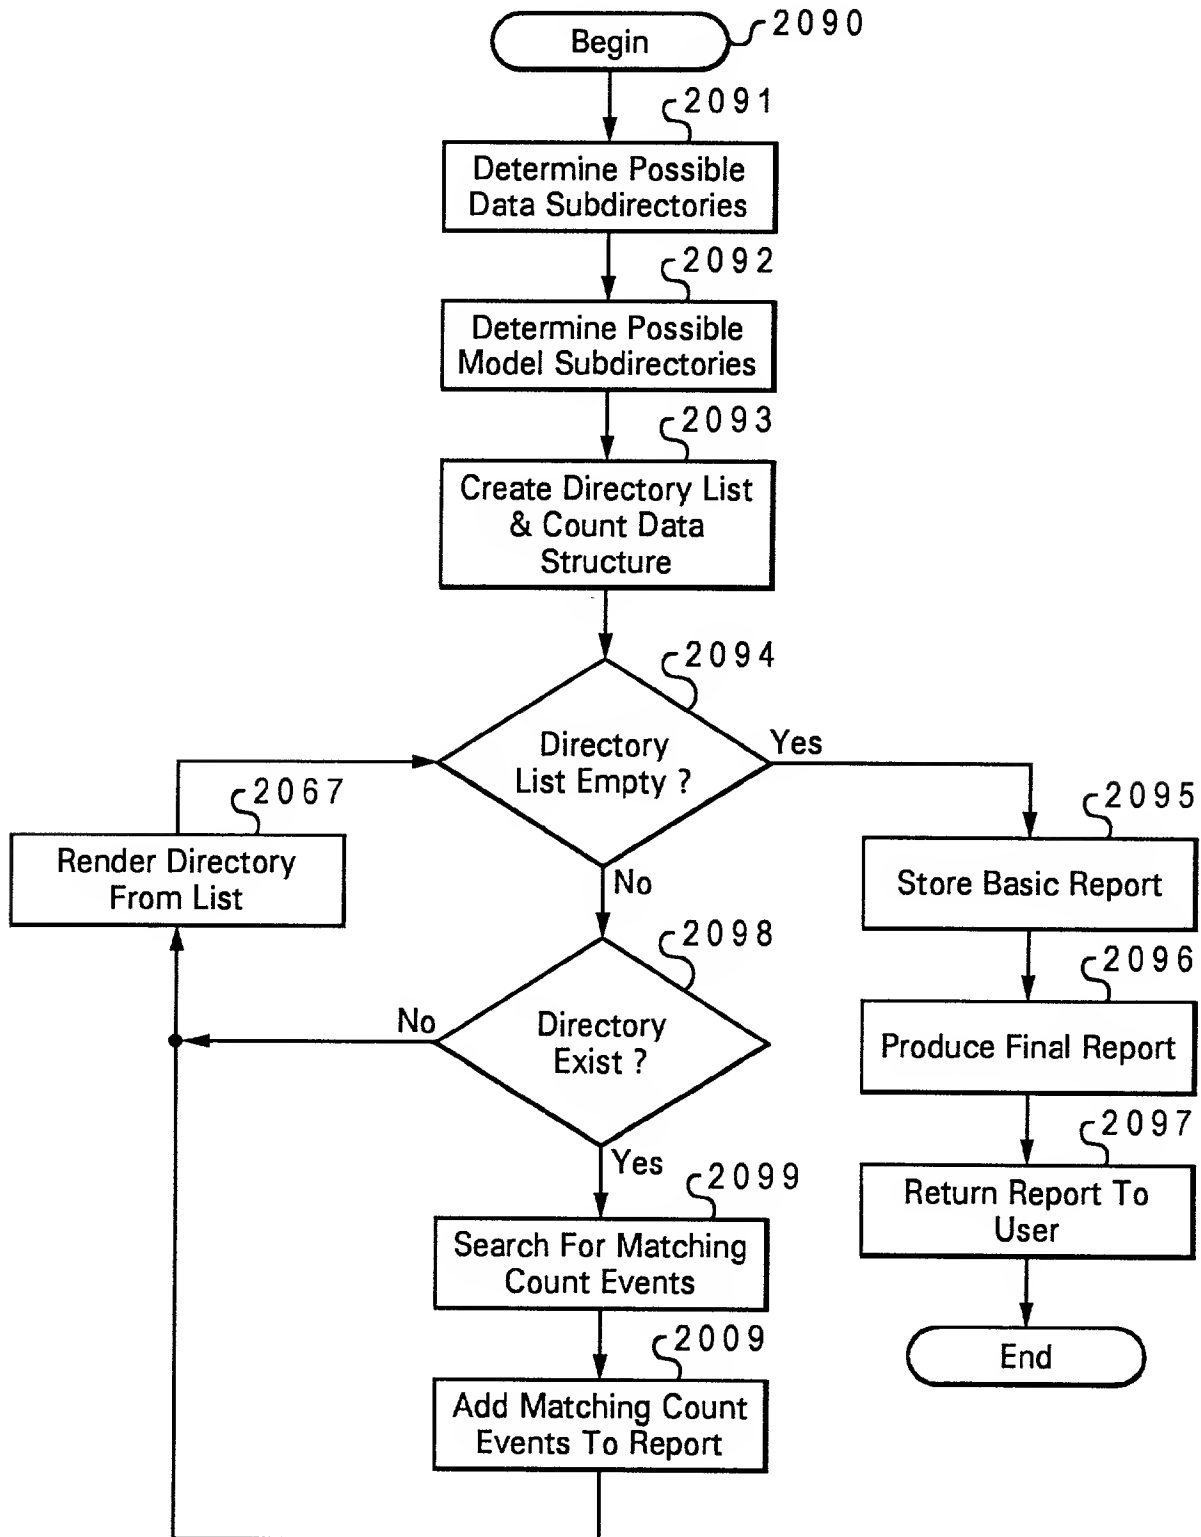 Begin
2090
2091
Determine Possible
Data Subdirectories
2092
Determine Possible
Model Subdirectories
2093
Create Directory List
& Count Data
Structure
2094
Directory
List Empty ?
Yes
No
2067
Render Directory
From List
2095
Store Basic Report
2098
Directory
Exist ?
No
Yes
2096
Produce Final Report
2097
Return Report To
User
2099
Search For Matching
Count Events
2009
Add Matching Count
Events To Report
End